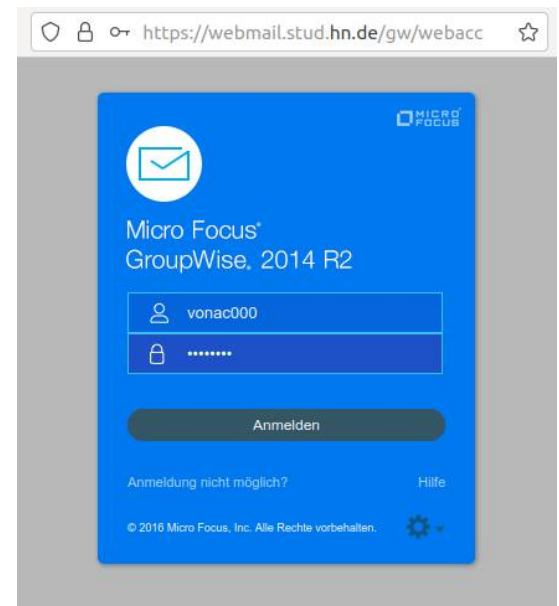 https://webmail.stud.hn.de/gw/webacc
MICRO
FOCUS
Micro Focus®
GroupWise® 2014 R2
vonac000
••••••••
Anmelden
Anmeldung nicht möglich? Hilfe
© 2016 Micro Focus, Inc. Alle Rechte vorbehalten.